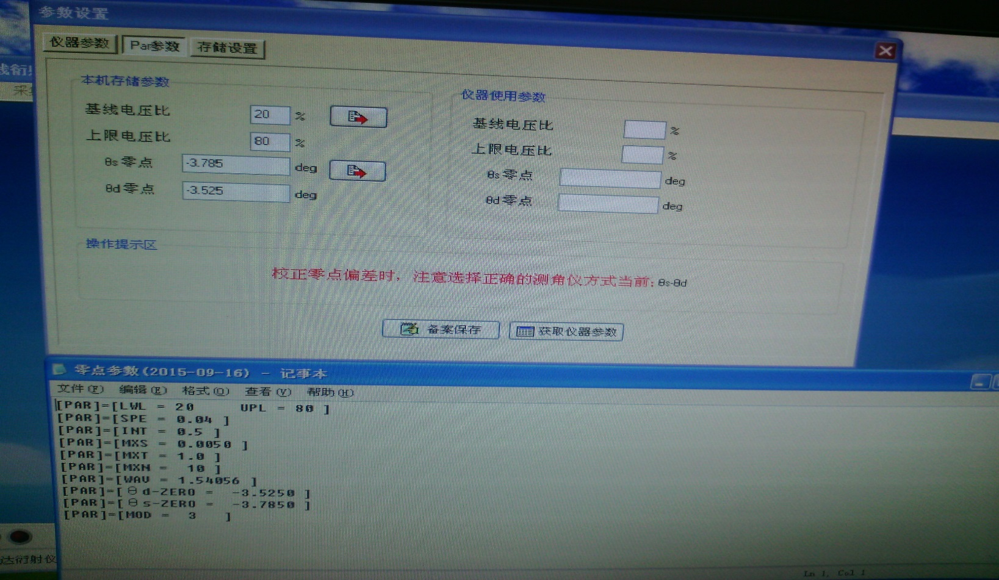 参数设置
仪器参数 Par参数 存储设置
本机存储参数
基线电压比 20 %
上限电压比 80 %
θs零点 -3.785 deg
θd零点 -3.525 deg
仪器使用参数
基线电压比 %
上限电压比 %
θs零点 deg
θd零点 deg
操作提示区
校正零点偏差时，注意选择正确的测角仪方式当前：θs-θd
备案保存 获取仪器参数
零点参数(2015-09-16) - 记事本
文件(F) 编辑(E) 格式(O) 查看(V) 帮助(H)
[PAR]=[LWL = 20 UPL = 80 ]
[PAR]=[SPE = 0.04 ]
[PAR]=[INT = 0.5 ]
[PAR]=[MXS = 0.0050 ]
[PAR]=[MXT = 1.0 ]
[PAR]=[MXN = 10 ]
[PAR]=[WAV = 1.54056 ]
[PAR]=[Θd-ZERO = -3.5250 ]
[PAR]=[Θs-ZERO = -3.7850 ]
[PAR]=[MOD = 3 ]
达衍射仪
Ln 1, Col 1